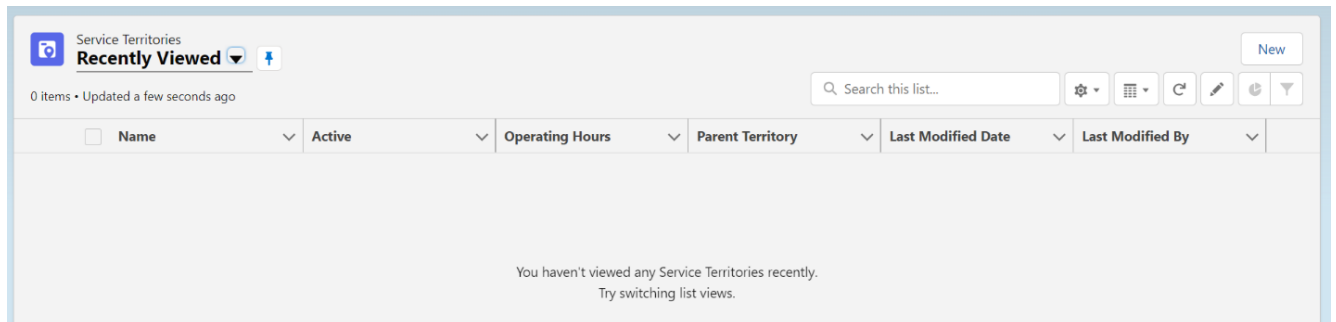 Service Territories
Recently Viewed
New
0 items • Updated a few seconds ago
Search this list...
Name Active Operating Hours Parent Territory Last Modified Date Last Modified By
You haven't viewed any Service Territories recently.
Try switching list views.